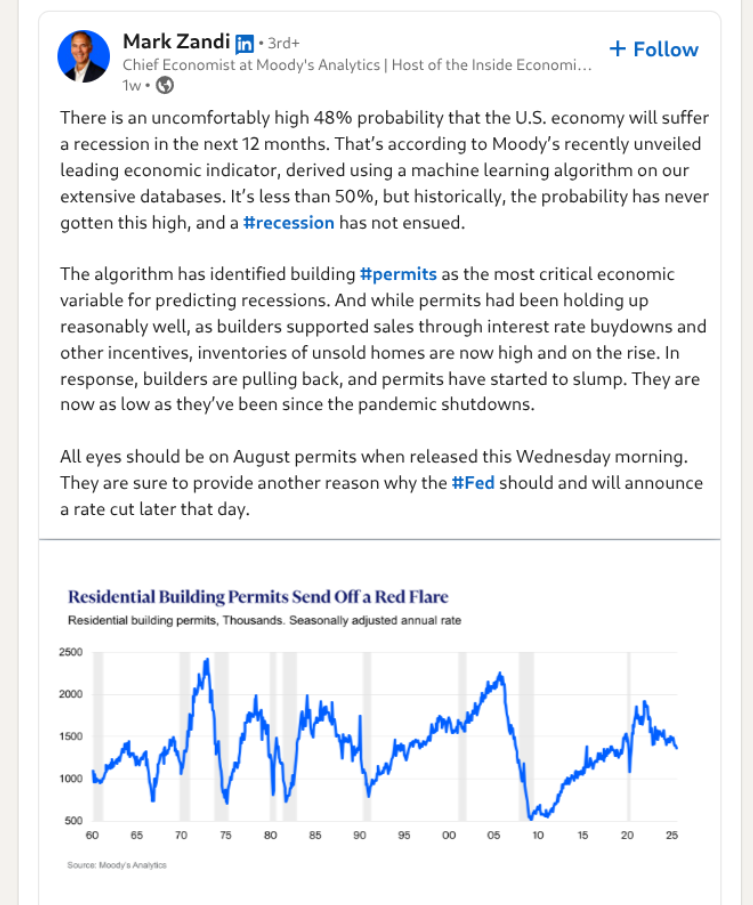 Mark Zandi in • 3rd+
+ Follow
Chief Economist at Moody's Analytics | Host of the Inside Economi...
1w •
There is an uncomfortably high 48% probability that the U.S. economy will suffer
a recession in the next 12 months. That's according to Moody's recently unveiled
leading economic indicator, derived using a machine learning algorithm on our
extensive databases. It's less than 50%, but historically, the probability has never
gotten this high, and a #recession has not ensued.
The algorithm has identified building #permits as the most critical economic
variable for predicting recessions. And while permits had been holding up
reasonably well, as builders supported sales through interest rate buydowns and
other incentives, inventories of unsold homes are now high and on the rise. In
response, builders are pulling back, and permits have started to slump. They are
now as low as they've been since the pandemic shutdowns.
All eyes should be on August permits when released this Wednesday morning.
They are sure to provide another reason why the #Fed should and will announce
a rate cut later that day.
Residential Building Permits Send Off a Red Flare
Residential building permits, Thousands. Seasonally adjusted annual rate
2500
2000
1500
1000
500
60 65 70 75 80 85 90 95 00 05 10 15 20 25
Source: Moody's Analytics